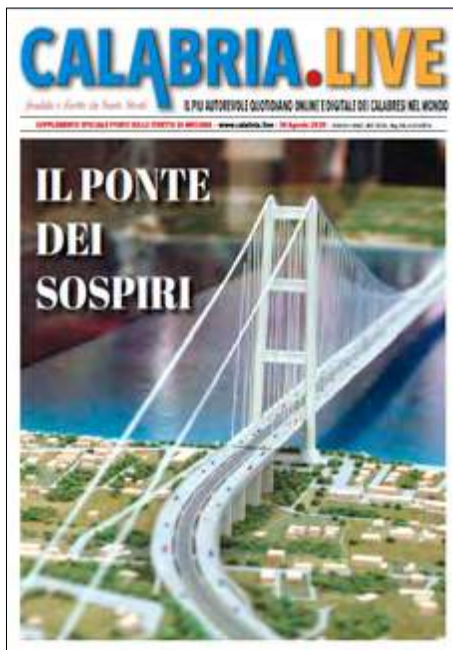 CALABRIA.LIVE
fondato e diretto da Santo Strati
IL PIÙ AUTOREVOLE QUOTIDIANO ONLINE E DIGITALE DEI CALABRESI NEL MONDO
SUPPLEMENTO SPECIALE PONTE SULLO STRETTO DI MESSINA - www.calabria.live -
IL PONTE
DEI
SOSPIRI